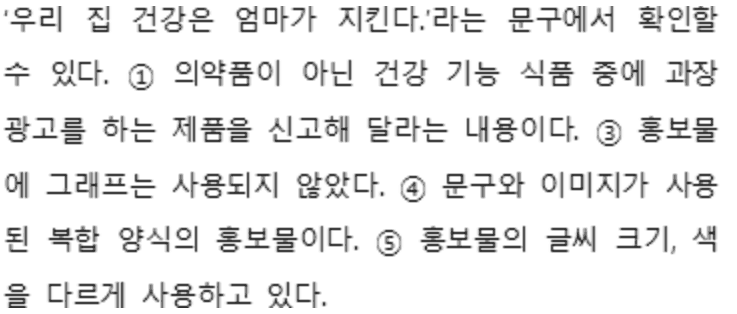 ‘우리 집 건강은 엄마가 지킨다.’라는 문구에서 확인할
수 있다. ① 의약품이 아닌 건강 기능 식품 중에 과장
광고를 하는 제품을 신고해 달라는 내용이다. ③ 홍보물
에 그래프는 사용되지 않았다. ④ 문구와 이미지가 사용
된 복합 양식의 홍보물이다. ⑤ 홍보물의 글씨 크기, 색
을 다르게 사용하고 있다.